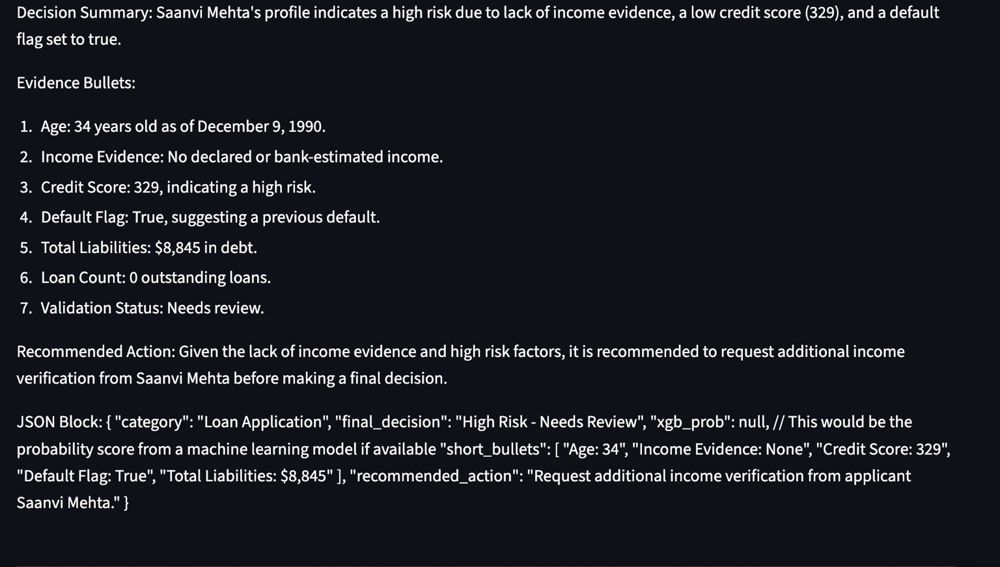 Decision Summary: Saanvi Mehta's profile indicates a high risk due to lack of income evidence, a low credit score (329), and a default
flag set to true.
Evidence Bullets:
1. Age: 34 years old as of December 9, 1990.
2. Income Evidence: No declared or bank-estimated income.
3. Credit Score: 329, indicating a high risk.
4. Default Flag: True, suggesting a previous default.
5. Total Liabilities: $8,845 in debt.
6. Loan Count: 0 outstanding loans.
7. Validation Status: Needs review.
Recommended Action: Given the lack of income evidence and high risk factors, it is recommended to request additional income
verification from Saanvi Mehta before making a final decision.
JSON Block: { "category": "Loan Application", "final_decision": "High Risk - Needs Review", "xgb_prob": null, // This would be the
probability score from a machine learning model if available "short_bullets": [ "Age: 34", "Income Evidence: None", "Credit Score: 329",
"Default Flag: True", "Total Liabilities: $8,845" ], "recommended_action": "Request additional income verification from applicant
Saanvi Mehta." }